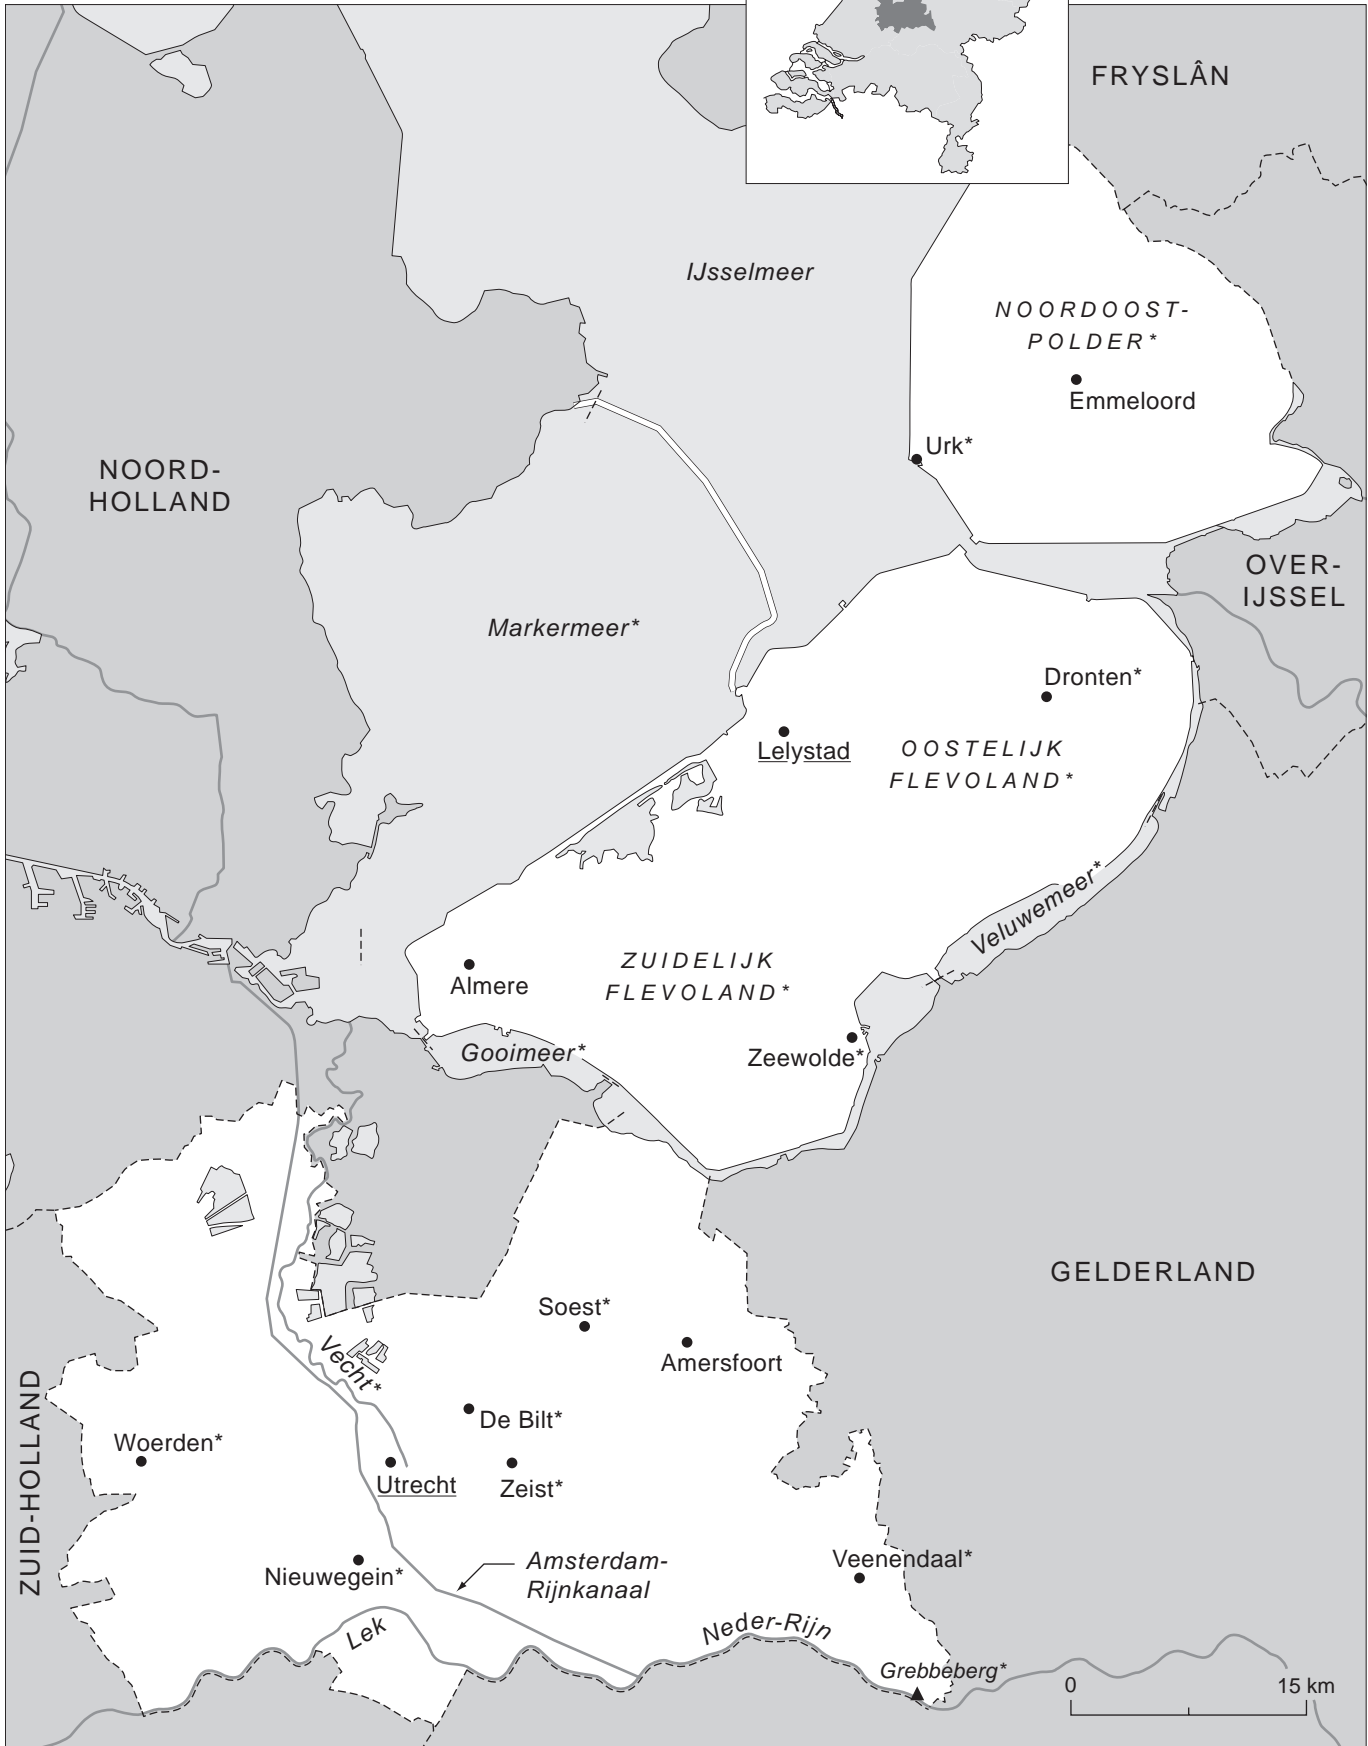 FRYSLÂN
IJsselmeer
NOORDOOST-
POLDER*
Emmeloord
Urk*
NOORD-
HOLLAND
OVER-
IJSSEL
Markermeer*
Dronten*
Lelystad
OOSTELIJK
FLEVOLAND*
Veluwemeer*
ZUIDELIJK
FLEVOLAND*
Almere
Gooimeer*
Zeewolde*
GELDERLAND
Soest*
Amersfoort
Vecht*
ZUID-HOLLAND
De Bilt*
Woerden*
Utrecht
Zeist*
Amsterdam-
Rijnkanaal
Veenendaal*
Nieuwegein*
Lek
Neder-Rijn
Grebbeberg*
0 15 km